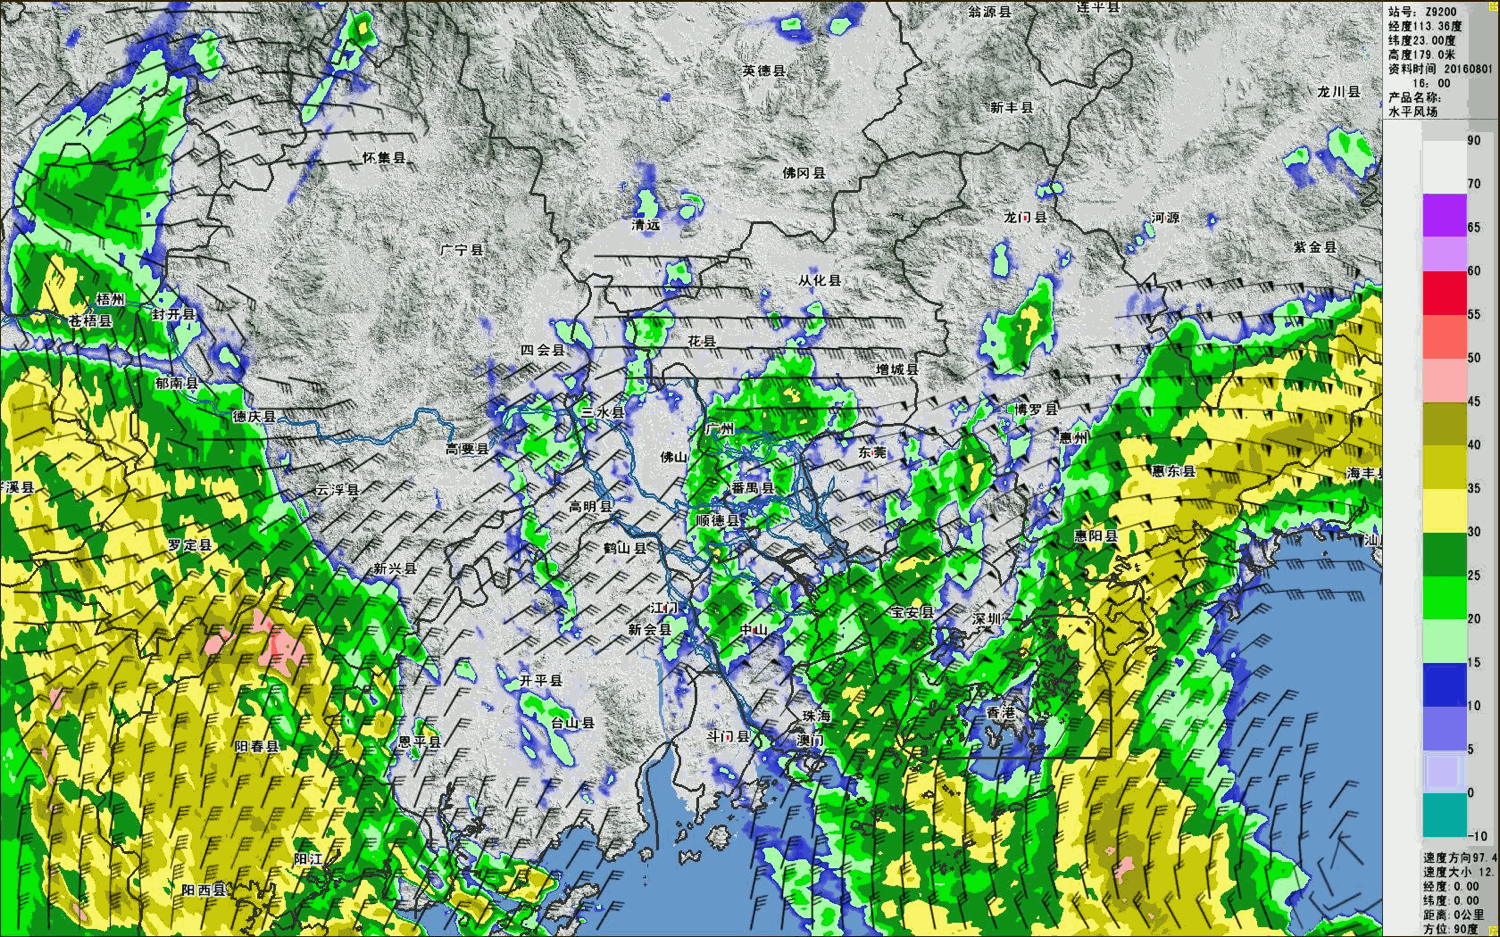 翁源县
连平县
英德县
龙川县
新丰县
怀集县
佛冈县
清远
龙门县
河源
广宁县
紫金县
从化县
梧州
苍梧县
封开县
四会县
花县
增城县
郁南县
德庆县
三水县
博罗县
广州
惠州
高要县
佛山
东莞
惠东县
海丰县
云浮县
番禺县
高明县
顺德县
罗定县
鹤山县
惠阳县
新兴县
江门
新会县
中山
宝安县
深圳
开平县
台山县
珠海
香港
阳春县
恩平县
斗门县
澳门
阳江
阳西县
站号: Z9200
经度113.36度
纬度23.00度
高度179.0米
资料时间 20160801
16: 00
产品名称:
水平风场
90
70
65
60
55
50
45
40
35
30
25
20
15
10
5
0
-10
速度方向97.4
速度大小 12.
经度: 0.00
纬度: 0.00
距离: 0公里
方位: 90度